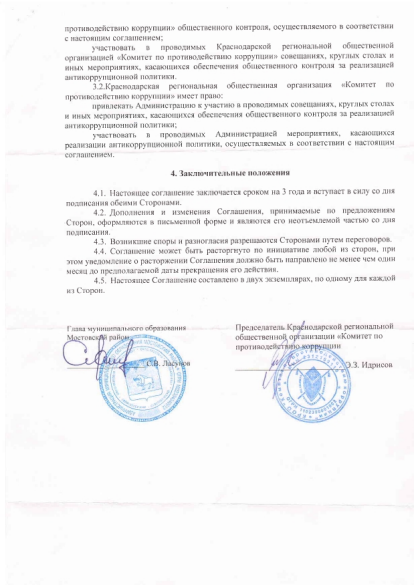 противодействию коррупции» общественного контроля, осуществляемого в соответствии
с настоящим соглашением;
участвовать в проводимых Краснодарской региональной общественной
организацией «Комитет по противодействию коррупции» совещаниях, круглых столах и
иных мероприятиях, касающихся обеспечения общественного контроля за реализацией
антикоррупционной политики.
3.2.Краснодарская региональная общественная организация «Комитет по
противодействию коррупции» имеет право:
привлекать Администрацию к участию в проводимых совещаниях, круглых столах
и иных мероприятиях, касающихся обеспечения общественного контроля за реализацией
антикоррупционной политики;
участвовать в проводимых Администрацией мероприятиях, касающихся
реализации антикоррупционной политики, осуществляемых в соответствии с настоящим
соглашением.
4. Заключительные положения
4.1. Настоящее соглашение заключается сроком на 3 года и вступает в силу со дня
подписания обеими Сторонами.
4.2. Дополнения и изменения Соглашения, принимаемые по предложениям
Сторон, оформляются в письменной форме и являются его неотъемлемой частью со дня
подписания.
4.3. Возникшие споры и разногласия разрешаются Сторонами путем переговоров.
4.4. Соглашение может быть расторгнуто по инициативе любой из сторон, при
этом уведомление о расторжении Соглашения должно быть направлено не менее чем один
месяц до предполагаемой даты прекращения его действия.
4.5. Настоящее Соглашение составлено в двух экземплярах, по одному для каждой
из Сторон.
Глава муниципального образования
Мостовский район
С.В. Ласунов
Председатель Краснодарской региональной
общественной организации «Комитет по
противодействию коррупции
Э.З. Идрисов